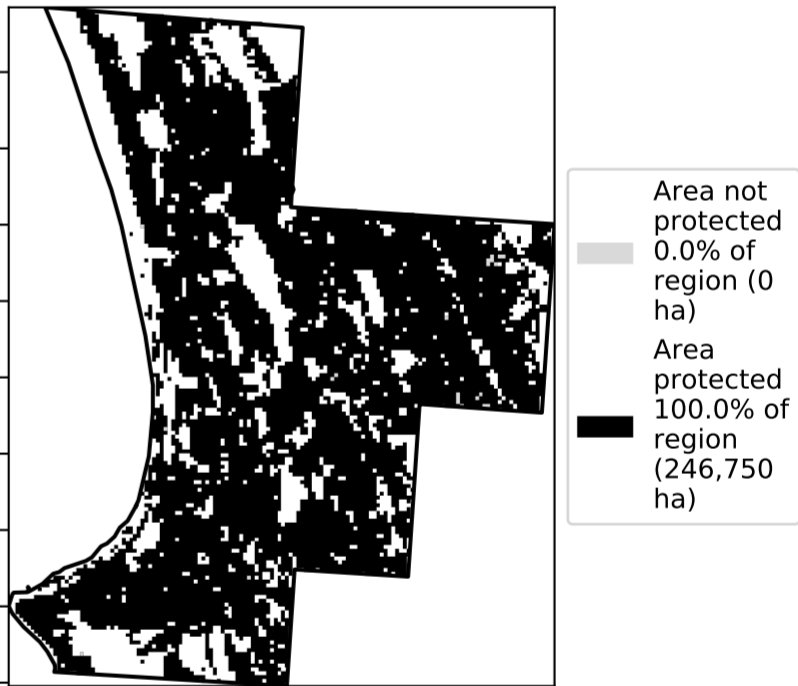 Area not
protected
0.0% of
region (0
ha)
Area
protected
100.0% of
region
(246,750
ha)